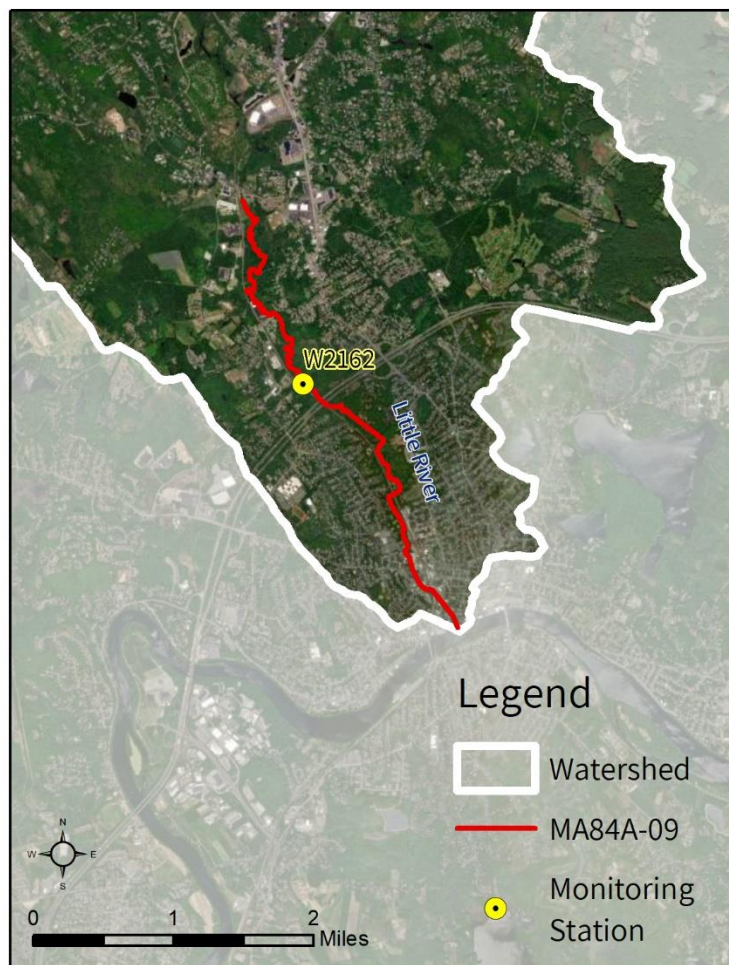 W2162
Little River
Legend
Watershed
MA84A-09
Monitoring
Station
N
W E
S
0 1 2
Miles